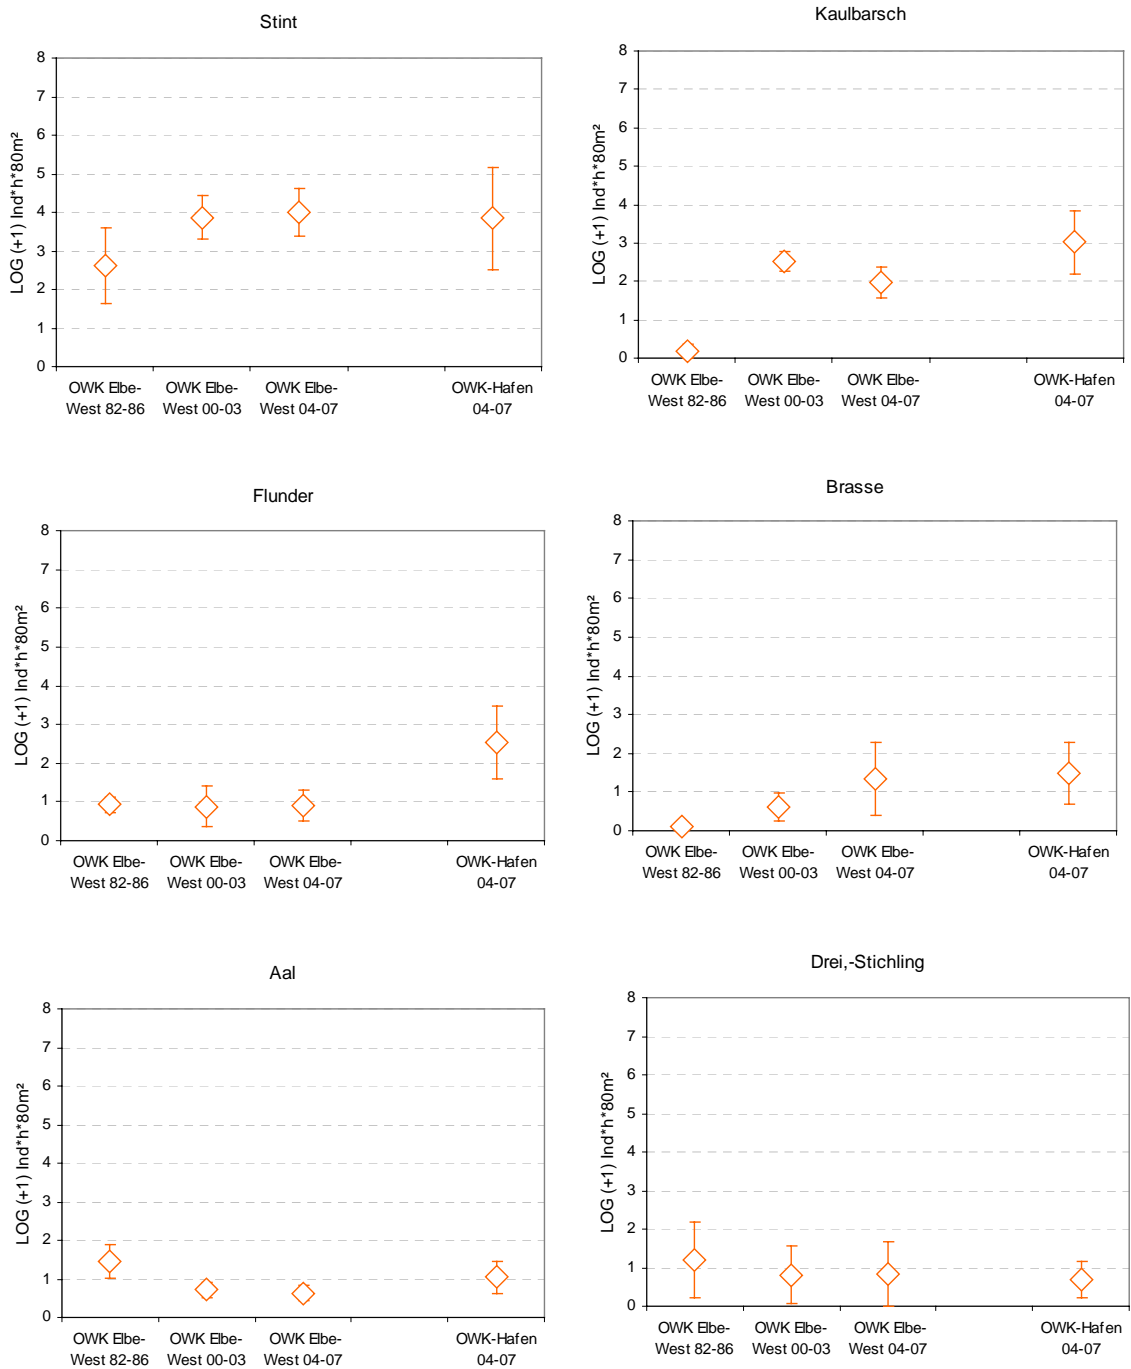 Stint
LOG (+1) Ind*h*80m²
8
7
6
5
4
3
2
1
0
OWK Elbe- OWK Elbe- OWK Elbe- OWK-Hafen
West 82-86 West 00-03 West 04-07 04-07
Kaulbarsch
LOG (+1) Ind*h*80m²
8
7
6
5
4
3
2
1
0
OWK Elbe- OWK Elbe- OWK Elbe- OWK-Hafen
West 82-86 West 00-03 West 04-07 04-07
Flunder
LOG (+1) Ind*h*80m²
8
7
6
5
4
3
2
1
0
OWK Elbe- OWK Elbe- OWK Elbe- OWK-Hafen
West 82-86 West 00-03 West 04-07 04-07
Brasse
LOG (+1) Ind*h*80m²
8
7
6
5
4
3
2
1
0
OWK Elbe- OWK Elbe- OWK Elbe- OWK-Hafen
West 82-86 West 00-03 West 04-07 04-07
Aal
LOG (+1) Ind*h*80m²
8
7
6
5
4
3
2
1
0
OWK Elbe- OWK Elbe- OWK Elbe- OWK-Hafen
West 82-86 West 00-03 West 04-07 04-07
Drei,-Stichling
LOG (+1) Ind*h*80m²
8
7
6
5
4
3
2
1
0
OWK Elbe- OWK Elbe- OWK Elbe- OWK-Hafen
West 82-86 West 00-03 West 04-07 04-07